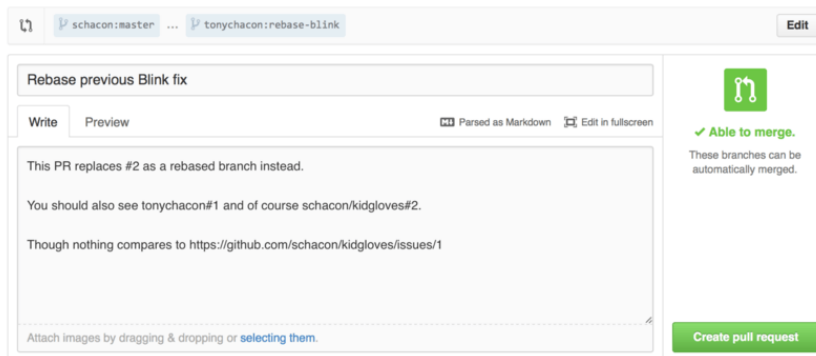 schacon:master ... tonychacon:rebase-blink Edit
Rebase previous Blink fix
Write Preview Parsed as Markdown Edit in fullscreen
This PR replaces #2 as a rebased branch instead.
You should also see tonychacon#1 and of course schacon/kidgloves#2.
Though nothing compares to https://github.com/schacon/kidgloves/issues/1
Attach images by dragging & dropping or selecting them.
Able to merge.
These branches can be
automatically merged.
Create pull request